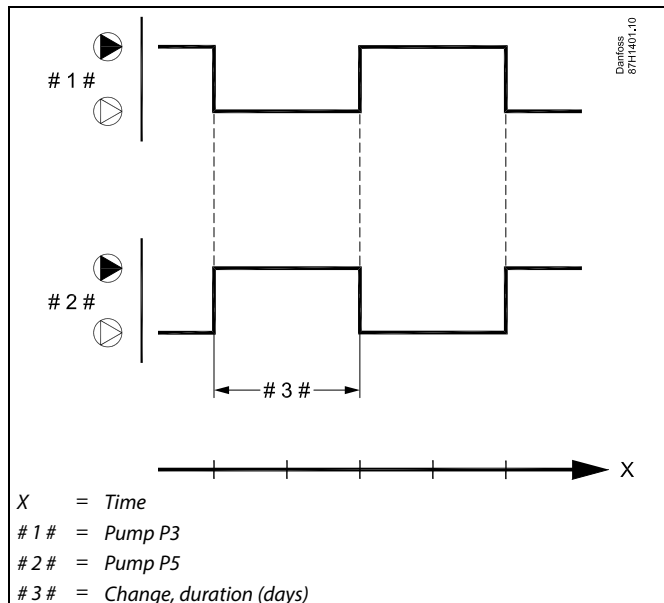 Danfoss
87H1401.10
# 1 #
# 2 #
# 3 #
X
X = Time
# 1 # = Pump P3
# 2 # = Pump P5
# 3 # = Change, duration (days)